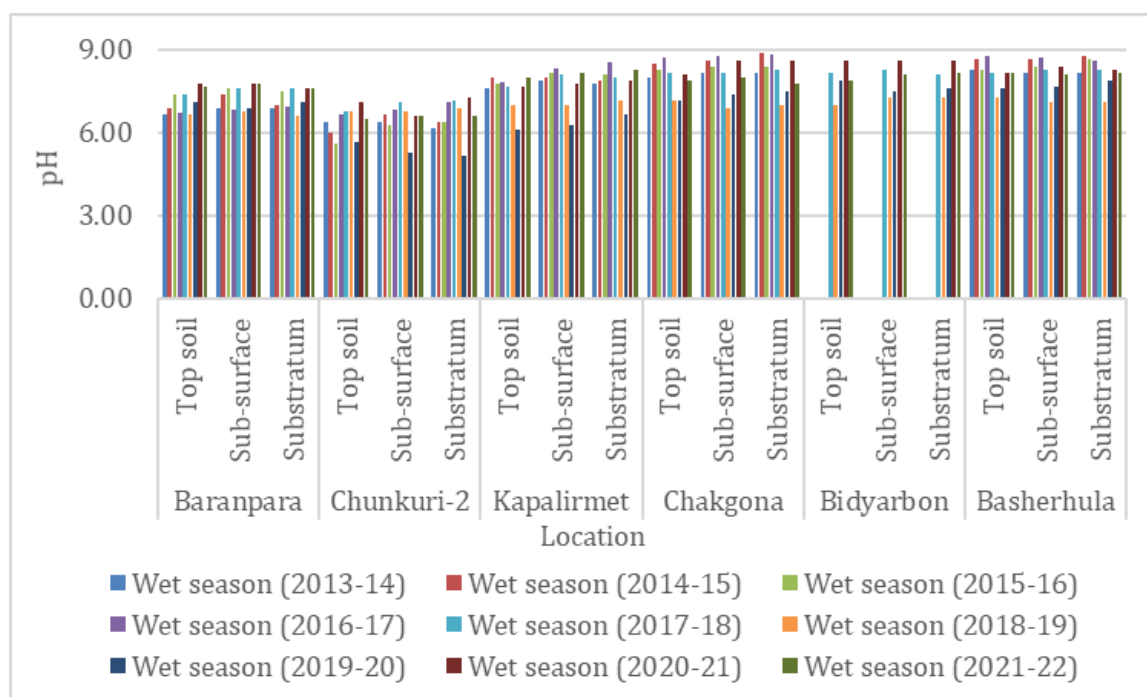 9.00
6.00
3.00
0.00
pH
Top soil
Sub-surface
Substratum
Top soil
Sub-surface
Substratum
Top soil
Sub-surface
Substratum
Top soil
Sub-surface
Substratum
Top soil
Sub-surface
Substratum
Top soil
Sub-surface
Substratum
Baranpara Chunkuri-2 Kapalirmet Chakgona Bidyarbon Basherhula
Location
Wet season (2013-14) Wet season (2014-15) Wet season (2015-16)
Wet season (2016-17) Wet season (2017-18) Wet season (2018-19)
Wet season (2019-20) Wet season (2020-21) Wet season (2021-22)